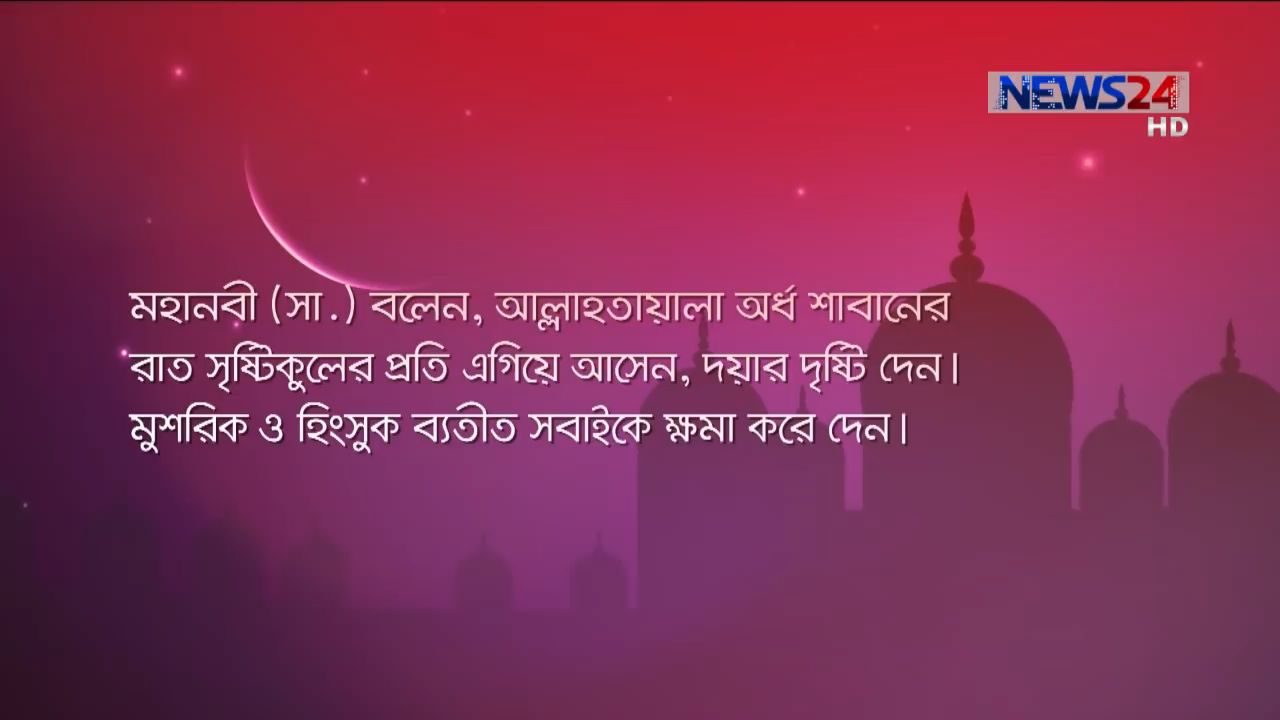 NEWS24
HD
মহানবী (সা.) বলেন, আল্লাহতায়ালা অর্ধ শাবানের
রাত সৃষ্টিকুলের প্রতি এগিয়ে আসেন, দয়ার দৃষ্টি দেন।
মুশরিক ও হিংসুক ব্যতীত সবাইকে ক্ষমা করে দেন।